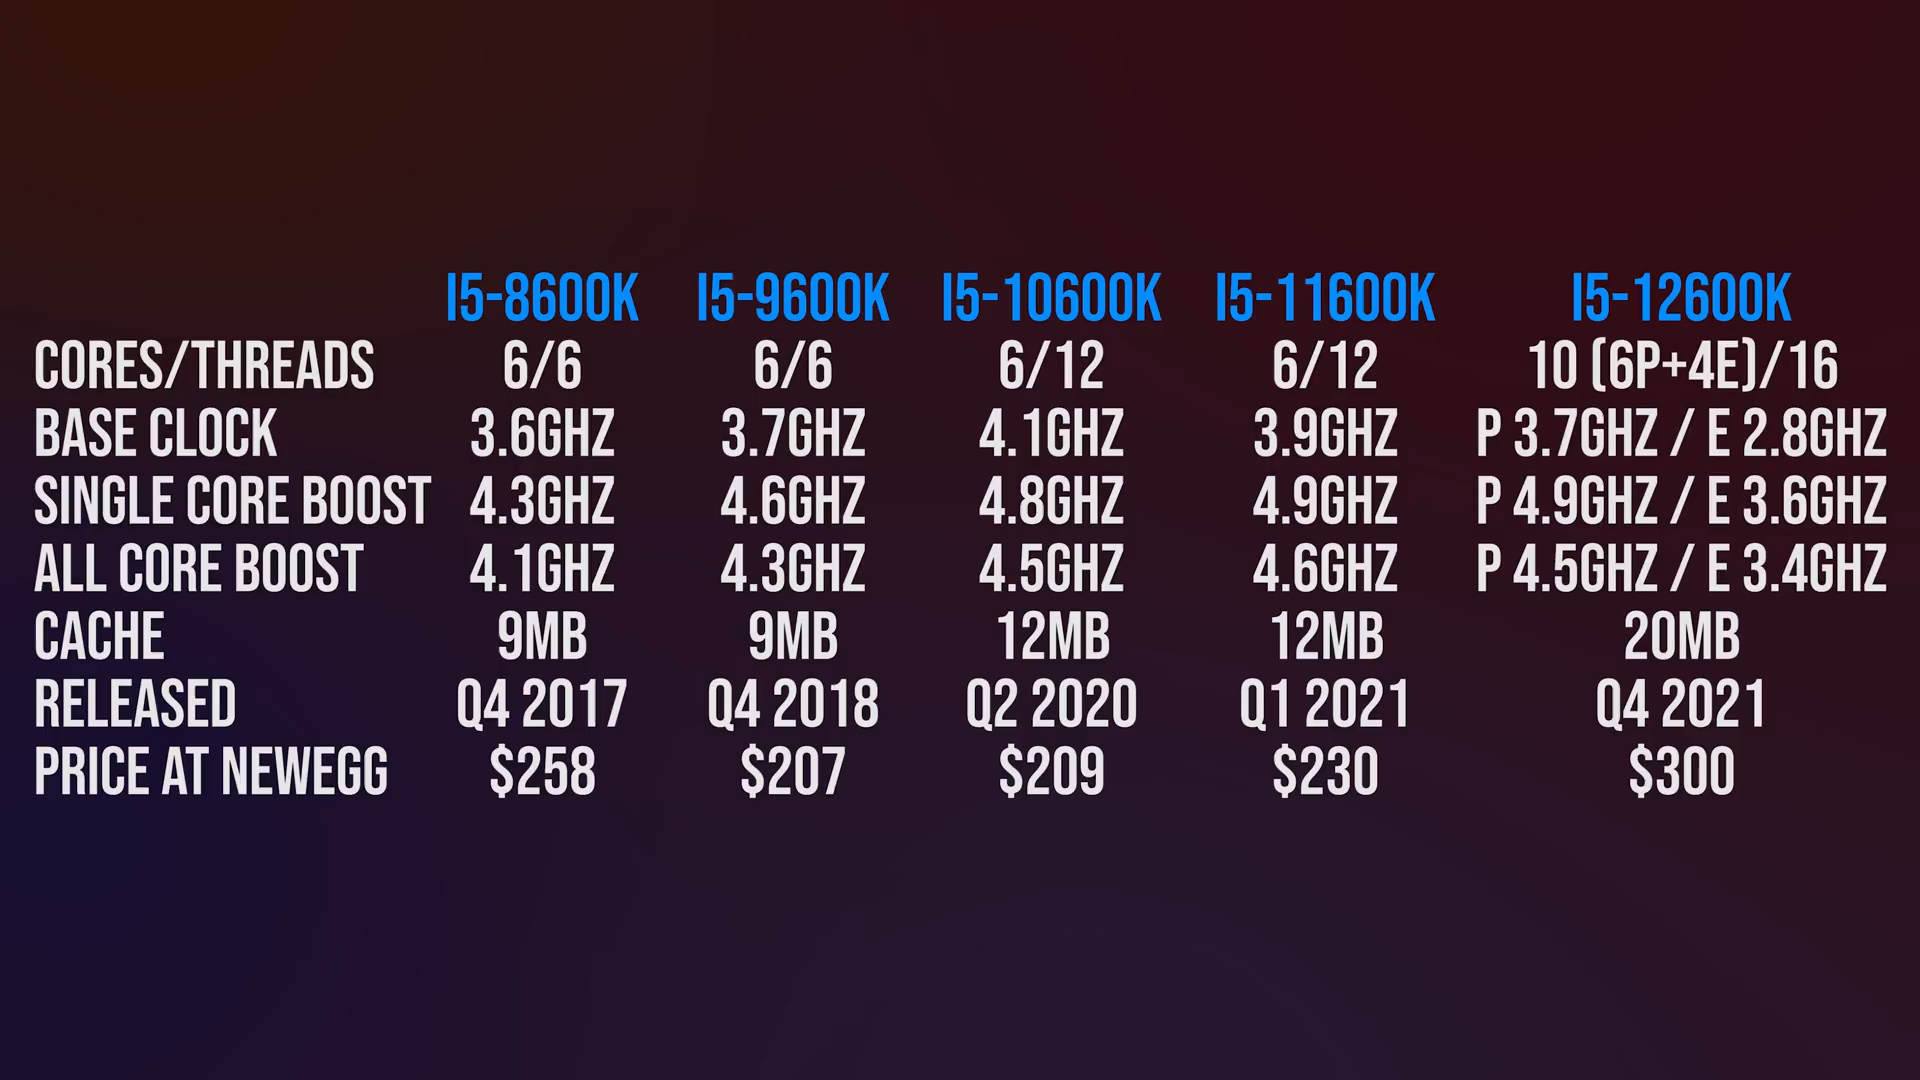 I5-8600K I5-9600K I5-10600K I5-11600K I5-12600K
CORES/THREADS 6/6 6/6 6/12 6/12 10 (6P+4E)/16
BASE CLOCK 3.6GHZ 3.7GHZ 4.1GHZ 3.9GHZ P 3.7GHZ / E 2.8GHZ
SINGLE CORE BOOST 4.3GHZ 4.6GHZ 4.8GHZ 4.9GHZ P 4.9GHZ / E 3.6GHZ
ALL CORE BOOST 4.1GHZ 4.3GHZ 4.5GHZ 4.6GHZ P 4.5GHZ / E 3.4GHZ
CACHE 9MB 9MB 12MB 12MB 20MB
RELEASED Q4 2017 Q4 2018 Q2 2020 Q1 2021 Q4 2021
PRICE AT NEWEGG $258 $207 $209 $230 $300